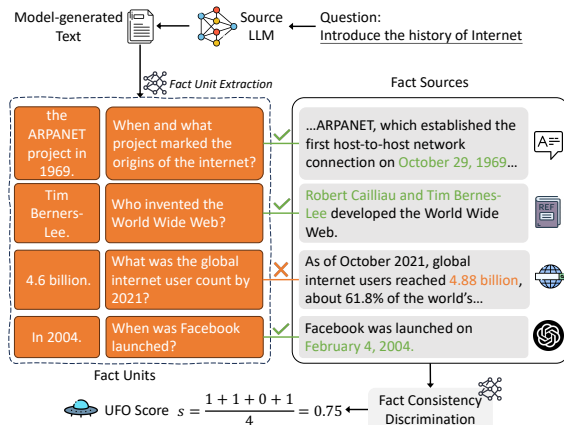 Model-generated
Text
Source
LLM
Question:
Introduce the history of Internet
Fact Unit Extraction
Fact Sources
the
ARPANET
project in
1969.
When and what
project marked the
origins of the internet?
...ARPANET, which established the
first host-to-host network
connection on October 29, 1969...
A
Tim
Berners-
Lee.
Who invented the
World Wide Web?
Robert Cailliau and Tim Bernes-
Lee developed the World Wide
Web.
REF
4.6 billion.
What was the global
internet user count by
2021?
As of October 2021, global
internet users reached 4.88 billion,
about 61.8% of the world's...
In 2004.
When was Facebook
launched?
Facebook was launched on
February 4, 2004.
Fact Units
UFO Score s = (1 + 1 + 0 + 1)/4 = 0.75
Fact Consistency
Discrimination